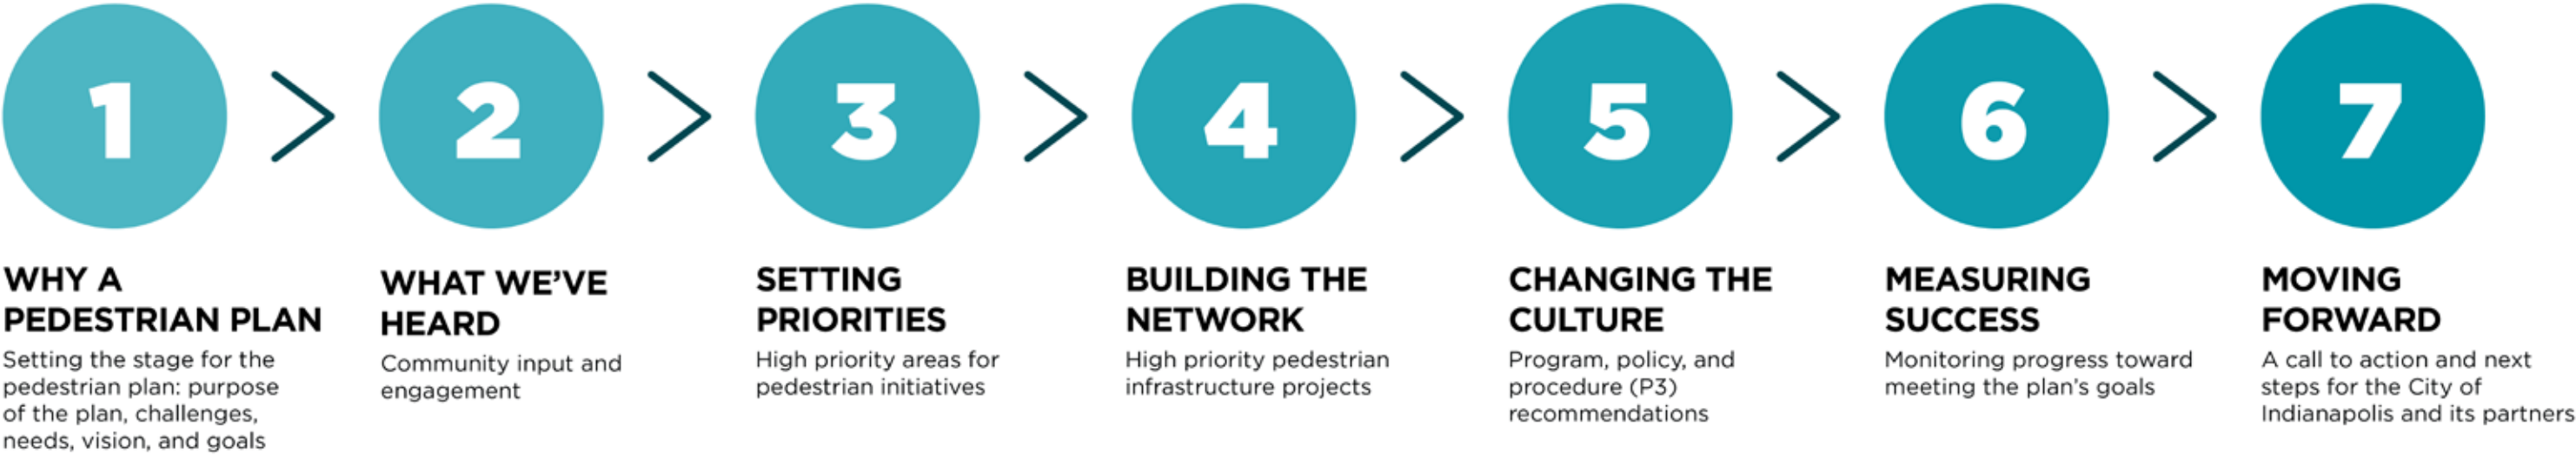 1
WHY A
PEDESTRIAN PLAN
Setting the stage for the
pedestrian plan: purpose
of the plan, challenges,
needs, vision, and goals
2
WHAT WE'VE
HEARD
Community input and
engagement
3
SETTING
PRIORITIES
High priority areas for
pedestrian initiatives
4
BUILDING THE
NETWORK
High priority pedestrian
infrastructure projects
5
CHANGING THE
CULTURE
Program, policy, and
procedure (P3)
recommendations
6
MEASURING
SUCCESS
Monitoring progress toward
meeting the plan's goals
7
MOVING
FORWARD
A call to action and next
steps for the City of
Indianapolis and its partners